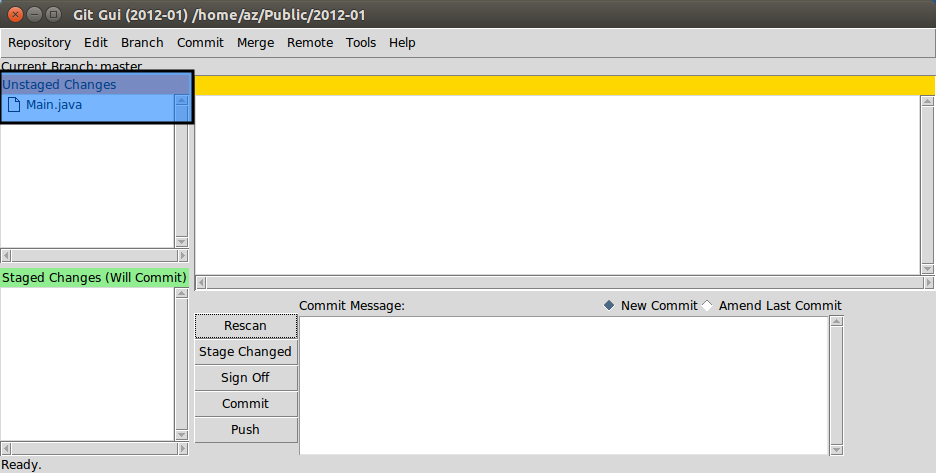 Git Gui (2012-01) /home/az/Public/2012-01
Repository Edit Branch Commit Merge Remote Tools Help
Current Branch: master
Unstaged Changes
Main.java
Staged Changes (Will Commit)
Commit Message: New Commit Amend Last Commit
Rescan
Stage Changed
Sign Off
Commit
Push
Ready.